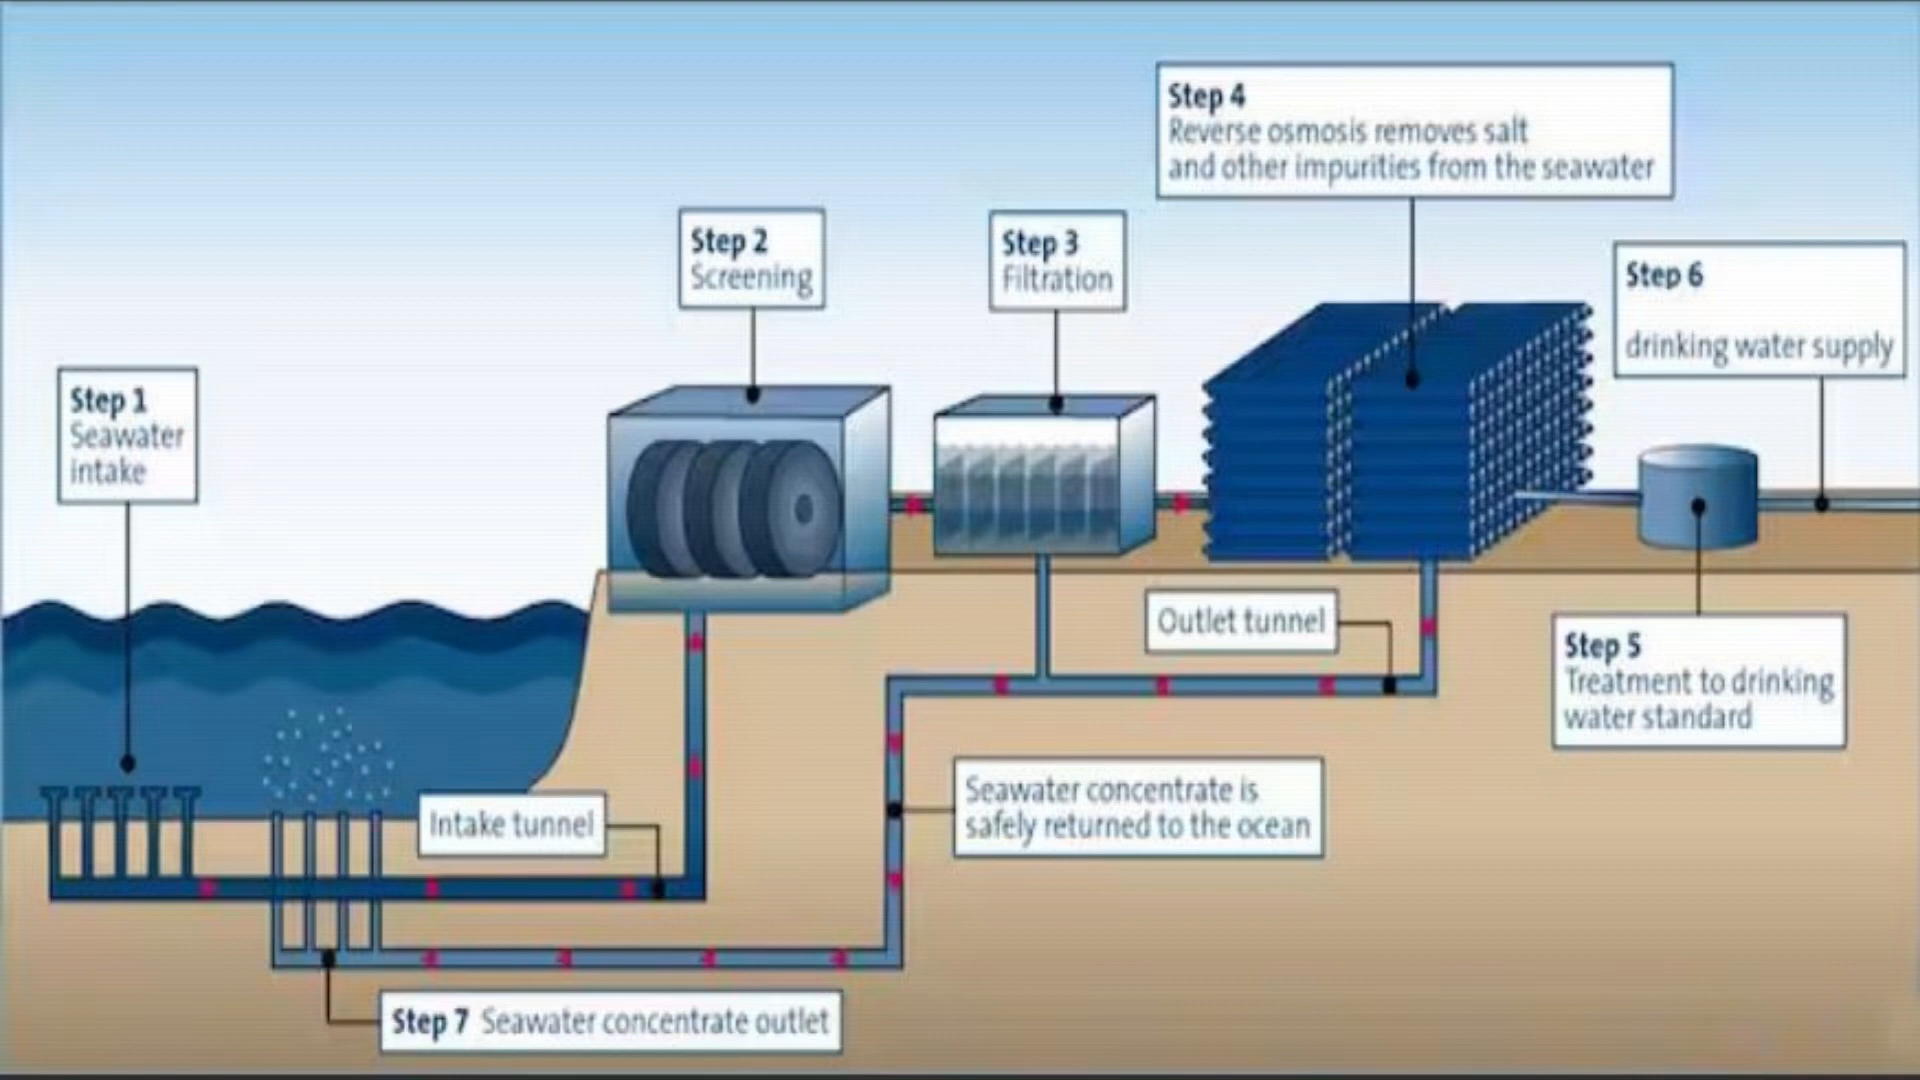 Step 4
Reverse osmosis removes salt
and other impurities from the seawater
Step 2
Screening
Step 3
Filtration
Step 6
drinking water supply
Step 1
Seawater
intake
Outlet tunnel
Step 5
Treatment to drinking
water standard
Seawater concentrate is
safely returned to the ocean
Intake tunnel
Step 7 Seawater concentrate outlet